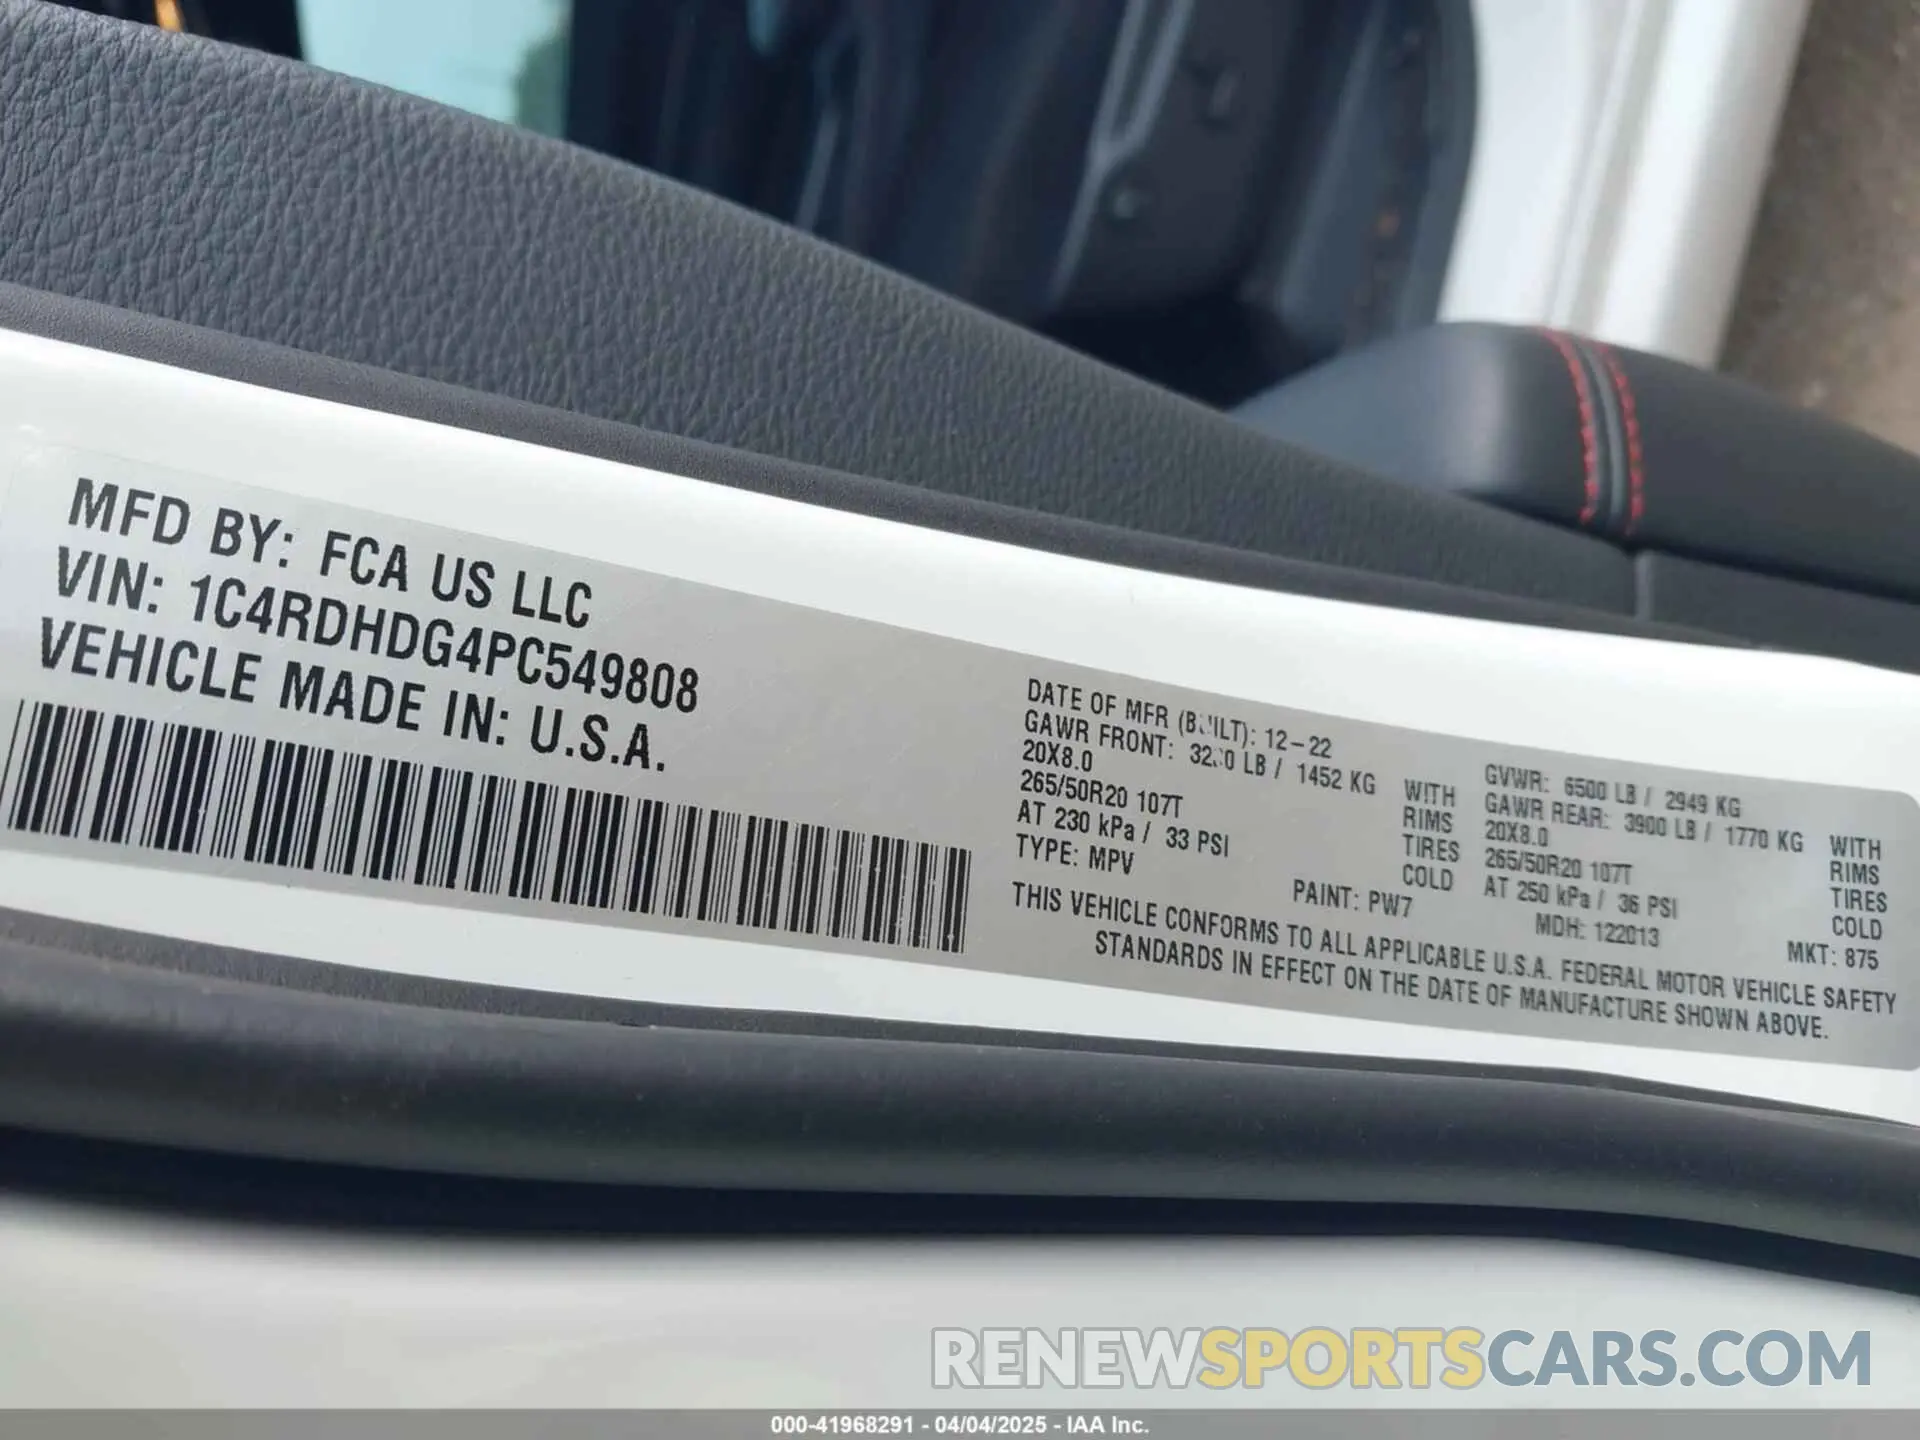 MFD BY: FCA US LLC
VIN: 1C4RDHDG4PC549808
VEHICLE MADE IN: U.S.A.
DATE OF MFR (BUILT): 12-22
GAWR FRONT: LB / 1452 KG WITH
20X8.0 RIMS
265/50R20 107T TIRES
AT 230 kPa / 33 PSI COLD
TYPE: MPV
PAINT: PW7
GVWR: 6500 LB / 2949 KG
GAWR REAR: 3900 LB / 1770 KG WITH
20X8.0 RIMS
265/50R20 107T TIRES
AT 250 kPa / 36 PSI COLD
MDH: 122013
MKT: 875
THIS VEHICLE CONFORMS TO ALL APPLICABLE U.S.A. FEDERAL MOTOR VEHICLE SAFETY
STANDARDS IN EFFECT ON THE DATE OF MANUFACTURE SHOWN ABOVE.
RENEWSPORTSCARS.COM
000-41968291 - 04/04/2025 - IAA Inc.